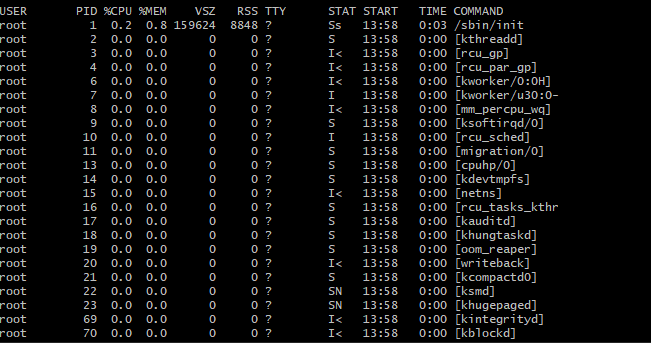 USER       PID %CPU %MEM    VSZ   RSS TTY      STAT START   TIME COMMAND
root         1  0.2  0.8 159624  8848 ?        Ss   13:58   0:03 /sbin/init
root         2  0.0  0.0      0     0 ?        S    13:58   0:00 [kthreadd]
root         3  0.0  0.0      0     0 ?        I<   13:58   0:00 [rcu_gp]
root         4  0.0  0.0      0     0 ?        I<   13:58   0:00 [rcu_par_gp]
root         6  0.0  0.0      0     0 ?        I<   13:58   0:00 [kworker/0:0H]
root         7  0.0  0.0      0     0 ?        I    13:58   0:00 [kworker/u30:0-
root         8  0.0  0.0      0     0 ?        I<   13:58   0:00 [mm_percpu_wq]
root         9  0.0  0.0      0     0 ?        S    13:58   0:00 [ksoftirqd/0]
root        10  0.0  0.0      0     0 ?        I    13:58   0:00 [rcu_sched]
root        11  0.0  0.0      0     0 ?        S    13:58   0:00 [migration/0]
root        13  0.0  0.0      0     0 ?        S    13:58   0:00 [cpuhp/0]
root        14  0.0  0.0      0     0 ?        S    13:58   0:00 [kdevtmpfs]
root        15  0.0  0.0      0     0 ?        I<   13:58   0:00 [netns]
root        16  0.0  0.0      0     0 ?        S    13:58   0:00 [rcu_tasks_kthr
root        17  0.0  0.0      0     0 ?        S    13:58   0:00 [kauditd]
root        18  0.0  0.0      0     0 ?        S    13:58   0:00 [khungtaskd]
root        19  0.0  0.0      0     0 ?        S    13:58   0:00 [oom_reaper]
root        20  0.0  0.0      0     0 ?        I<   13:58   0:00 [writeback]
root        21  0.0  0.0      0     0 ?        S    13:58   0:00 [kcompactd0]
root        22  0.0  0.0      0     0 ?        SN   13:58   0:00 [ksmd]
root        23  0.0  0.0      0     0 ?        SN   13:58   0:00 [khugepaged]
root        69  0.0  0.0      0     0 ?        I<   13:58   0:00 [kintegrityd]
root        70  0.0  0.0      0     0 ?        I<   13:58   0:00 [kblockd]